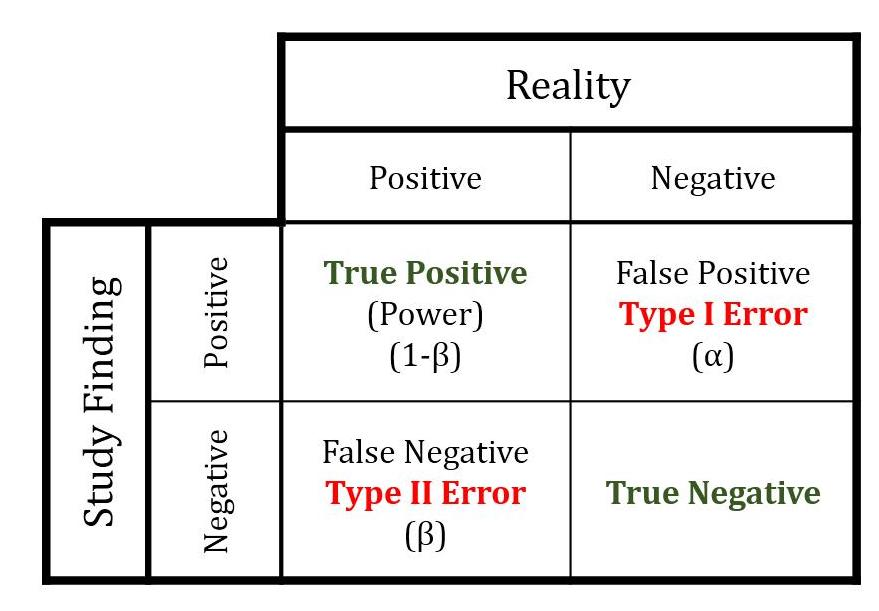 Reality
Positive
Negative
Study Finding
Positive
True Positive
(Power)
(1-β)
False Positive
Type I Error
(α)
Negative
False Negative
Type II Error
(β)
True Negative